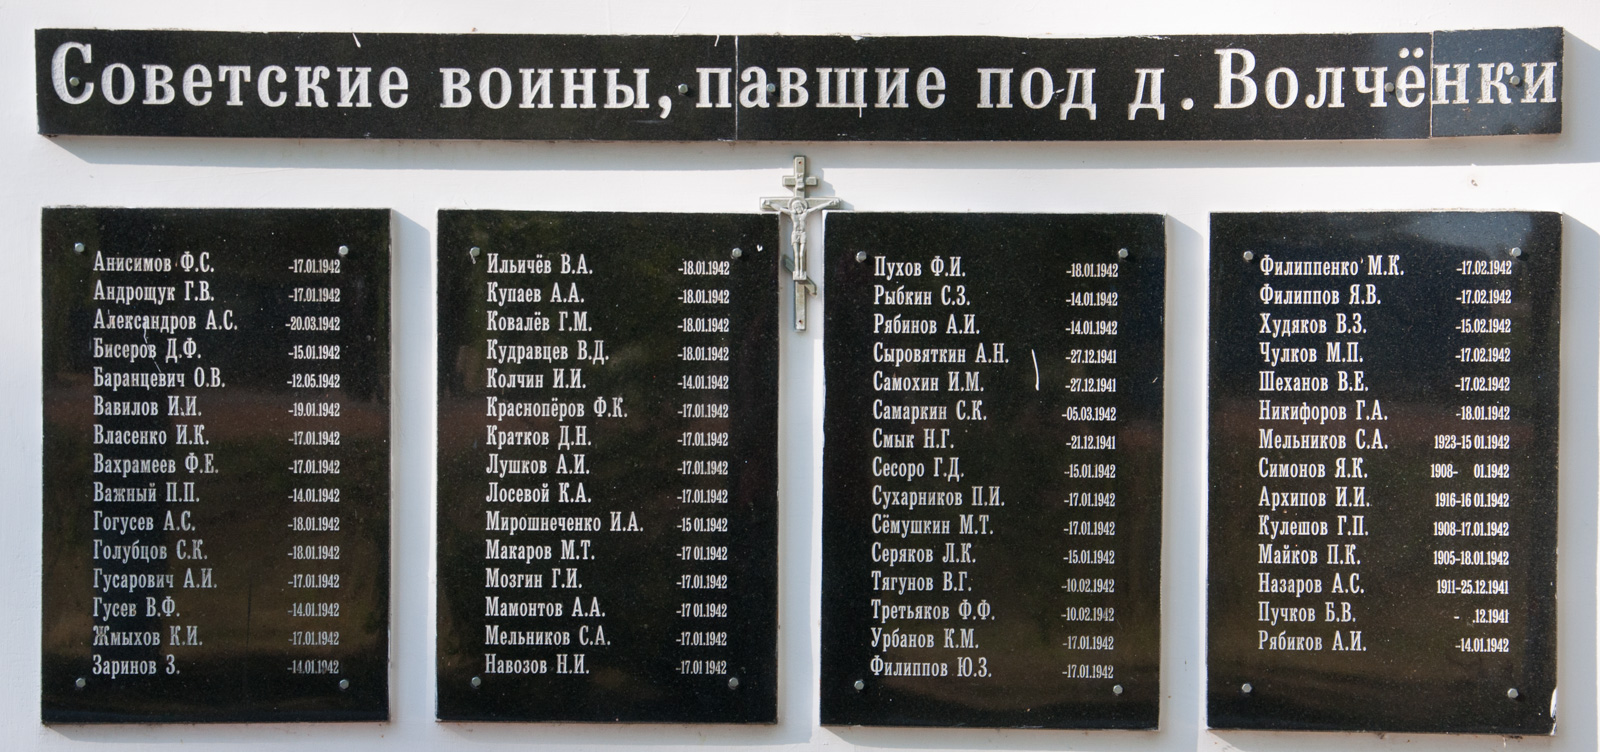 Советские воины, павшие под д. Волчёнки
Анисимов Ф.С. -17.01.1942
Андрощук Г.В. -17.01.1942
Александров А.С. -20.03.1942
Бисеров Д.Ф. -15.01.1942
Баранцевич О.В. -12.05.1942
Вавилов И.И. -19.01.1942
Власенко И.К. -17.01.1942
Вахрамеев Ф.Е. -17.01.1942
Важный П.П. -14.01.1942
Гогусев А.С. -18.01.1942
Голубцов С.К. -18.01.1942
Гусарович А.И. -17.01.1942
Гусев В.Ф. -14.01.1942
Жмыхов К.И. -17.01.1942
Заринов З. -14.01.1942
Ильичёв В.А. -18.01.1942
Купаев А.А. -18.01.1942
Ковалёв Г.М. -18.01.1942
Кудравцев В.Д. -18.01.1942
Колчин И.И. -14.01.1942
Краснопёров Ф.К. -17.01.1942
Кратков Д.Н. -17.01.1942
Лушков А.И. -17.01.1942
Лосевой К.А. -17.01.1942
Мирошнеченко И.А. -15 01.1942
Макаров М.Т. -17 01.1942
Мозгин Г.И. -17.01.1942
Мамонтов А.А. -17 01.1942
Мельников С.А. -17.01.1942
Навозов Н.И. -17.01 1942
Пухов Ф.И. -18.01.1942
Рыбкин С.З. -14.01.1942
Рябинов А.И. -14.01.1942
Сыровяткин А.Н. -27.12.1941
Самохин И.М. -27.12.1941
Самаркин С.К. -05.03.1942
Смык Н.Г. -21.12.1941
Сесоро Г.Д. -15.01.1942
Сухарников П.И. -17.01.1942
Сёмушкин М.Т. -17.01.1942
Серяков Л.К. -15.01.1942
Тягунов В.Г. -10.02.1942
Третьяков Ф.Ф. -10.02.1942
Урбанов К.М. -17.01.1942
Филиппов Ю.З. -17.01.1942
Филиппенко М.К. -17.02.1942
Филиппов Я.В. -17.02.1942
Худяков В.З. -15.02.1942
Чулков М.П. -17.02.1942
Шеханов В.Е. -17.02.1942
Никифоров Г.А. -18.01.1942
Мельников С.А. 1923-15 01.1942
Симонов Я.К. 1908- 01.1942
Архипов И.И. 1916-16 01.1942
Кулешов Г.П. 1908-17.01.1942
Майков П.К. 1905-18.01.1942
Назаров А.С. 1911-25.12.1941
Пучков Б.В. - .12.1941
Рябиков А.И. -14.01.1942